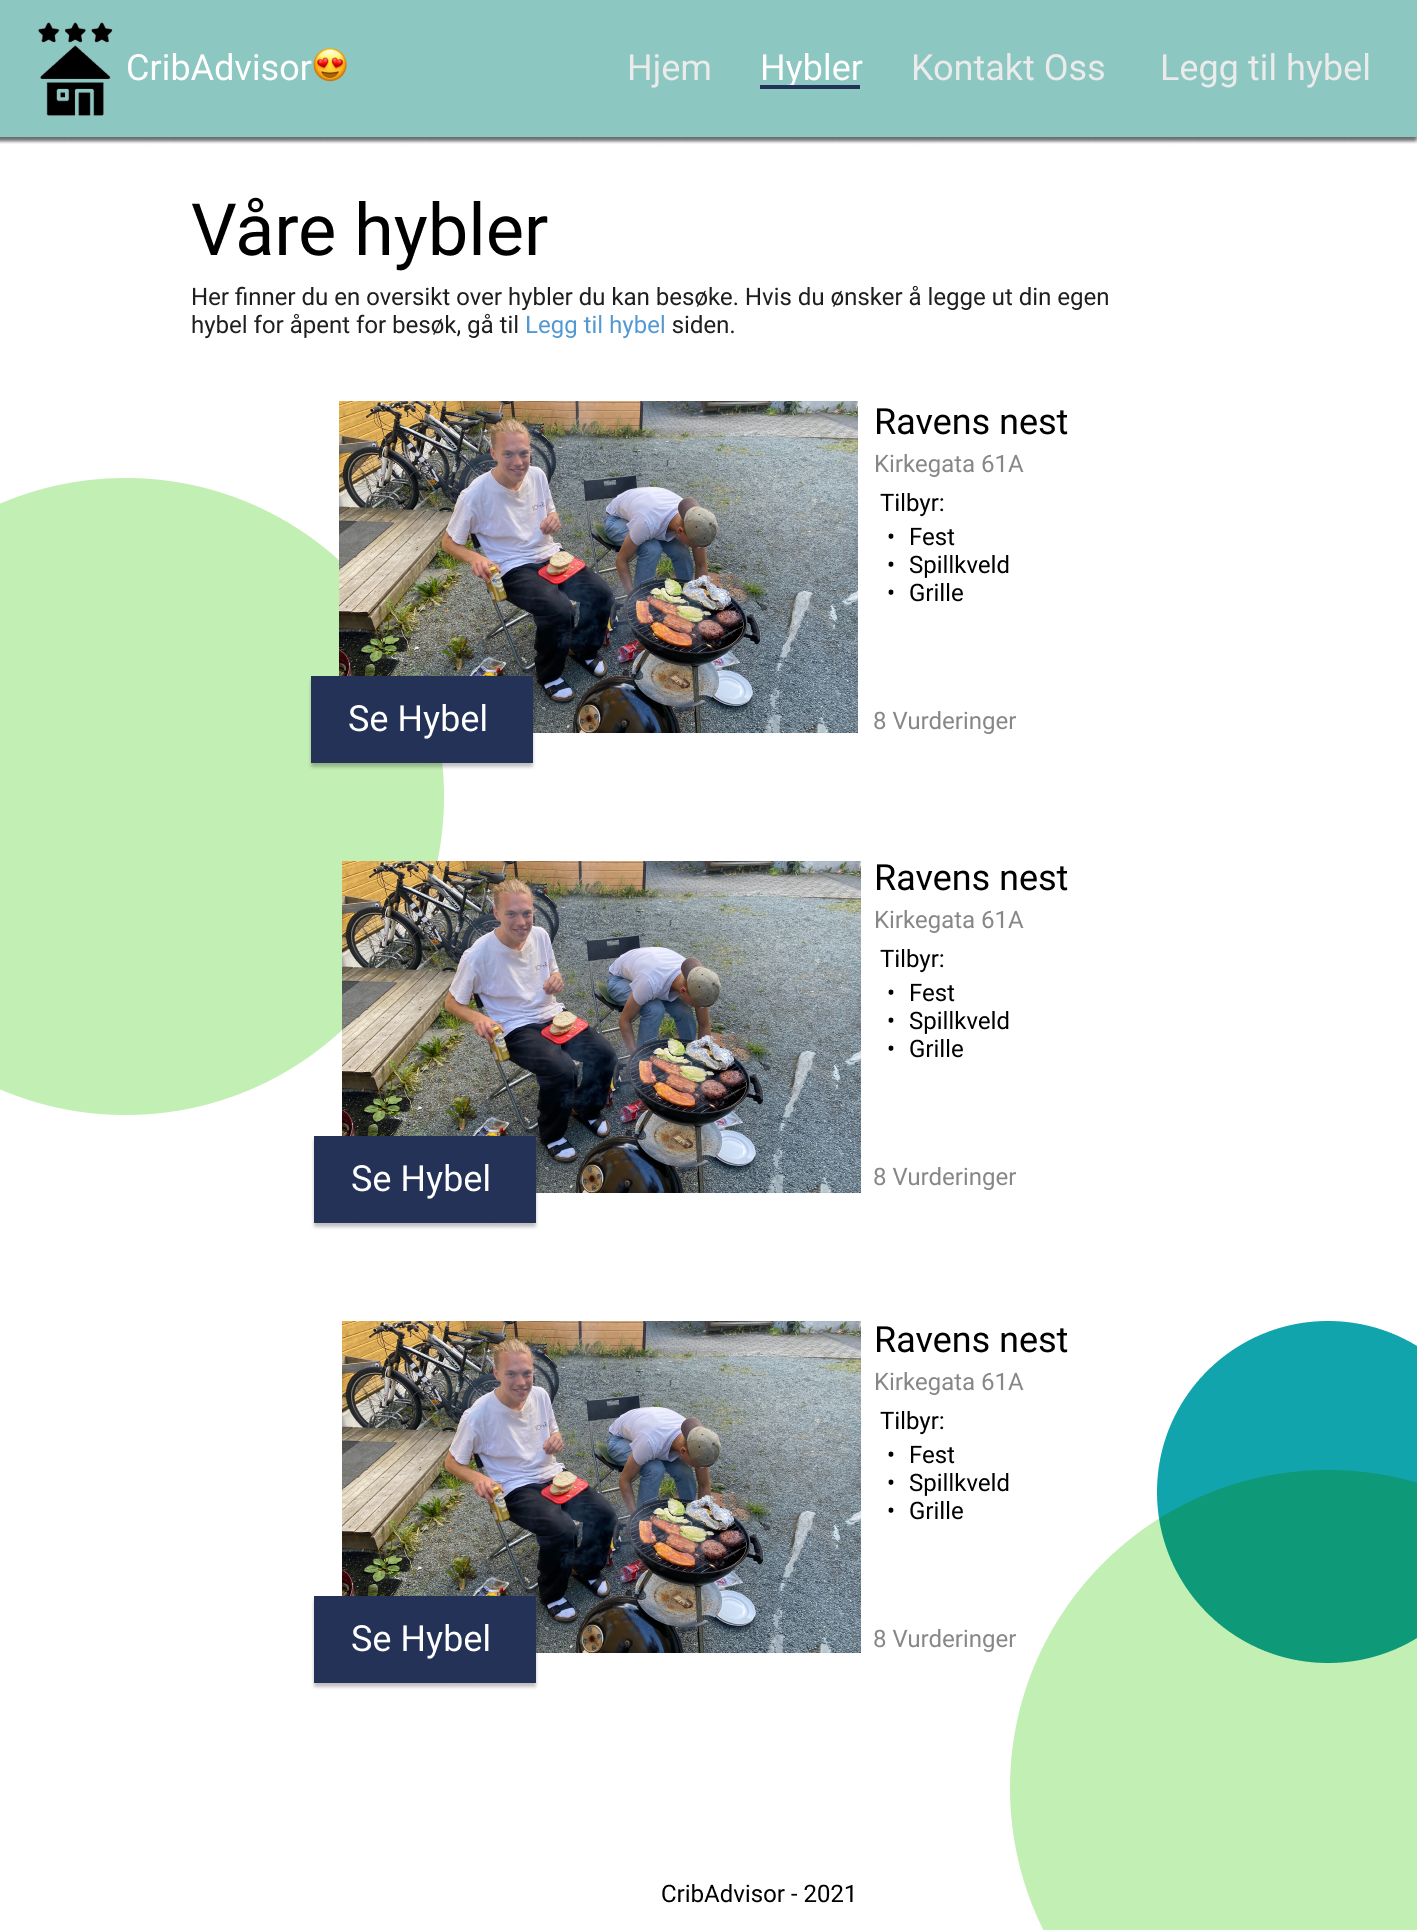 CribAdvisor😍
Hjem Hybler Kontakt Oss Legg til hybel
Våre hybler
Her finner du en oversikt over hybler du kan besøke. Hvis du ønsker å legge ut din egen
hybel for åpent for besøk, gå til Legg til hybel siden.
Ravens nest
Kirkegata 61A
Tilbyr:
• Fest
• Spillkveld
• Grille
8 Vurderinger
Se Hybel
Ravens nest
Kirkegata 61A
Tilbyr:
• Fest
• Spillkveld
• Grille
8 Vurderinger
Se Hybel
Ravens nest
Kirkegata 61A
Tilbyr:
• Fest
• Spillkveld
• Grille
8 Vurderinger
Se Hybel
CribAdvisor - 2021